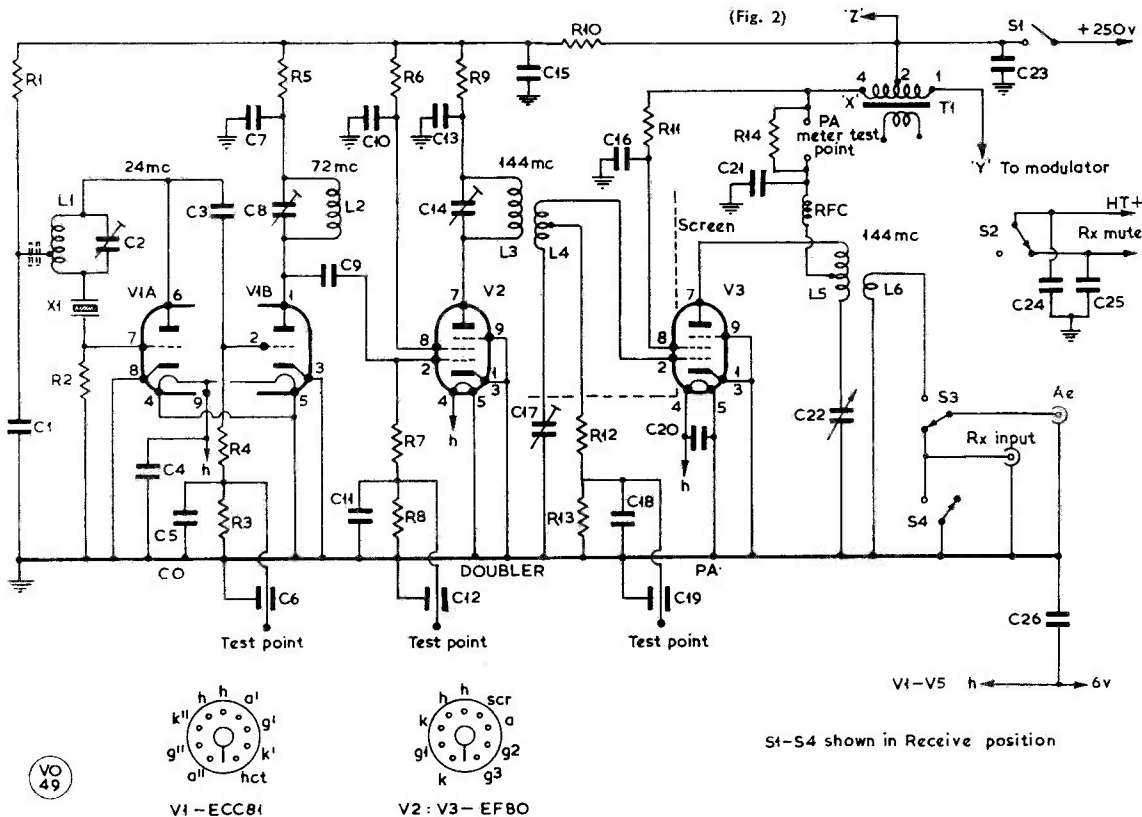 (Fig. 2)
'Z'
S1
+250v
R10
R1
R5
R6
R9
C15
C23
4
2
1
'X'
T1
R11
R14
PA
meter test
point
C7
C10
C13
C16
C21
'Y' To modulator
24mc
72mc
144mc
L1
C2
C3
C8
L2
C14
L3
L4
Screen
RFC
144mc
HT+
S2
Rx mute
C24
C25
X1
V1A
6
V1B
1
C9
7
V2
7
V3
L5
L6
7
2
8
2
9
8
2
9
R2
8
3
1
3
1
3
4
9
5
4
5
4
5
h
C17
C20
C22
S3
Ae
C1
C4
h
R4
R7
R12
h
Rx input
C5
R3
C11
R8
R13
C18
S4
CO
DOUBLER
PA
C6
C12
C19
C26
Test point
Test point
Test point
V1-V5 h
6v
h h a' g' k' hct a" g" k"
h h scr a g2 g3 k g1 k
S1-S4 shown in Receive position
VO
49
V1-ECC81
V2: V3-EF80